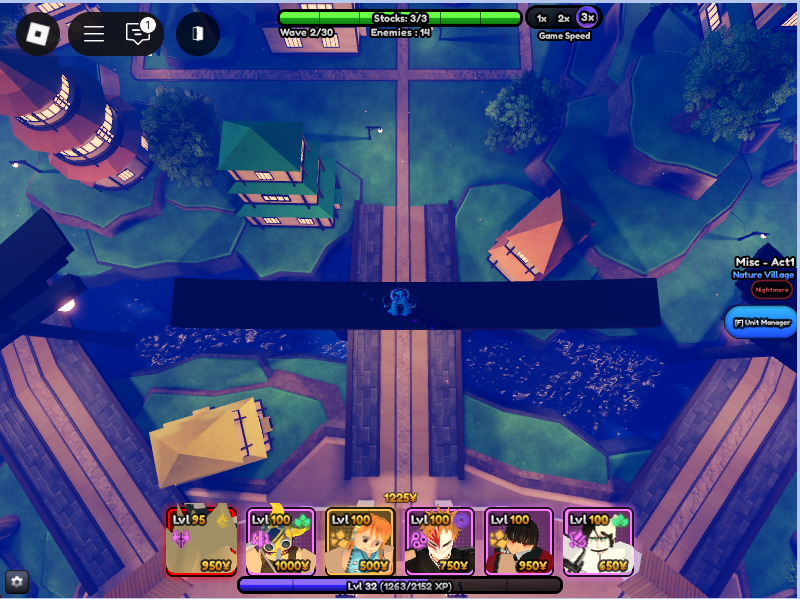 1
Stocks: 3/3
Wave 2/30
Enemies : 14
1x 2x 3x
Game Speed
Misc - Act1
Nature Village
Nightmare
[F] Unit Manager
1225¥
Lvl 95
950¥
Lvl 100
1000¥
Lvl 100
500¥
Lvl 100
750¥
Lvl 100
950¥
Lvl 100
650¥
Lvl 32 (1263/2152 XP)